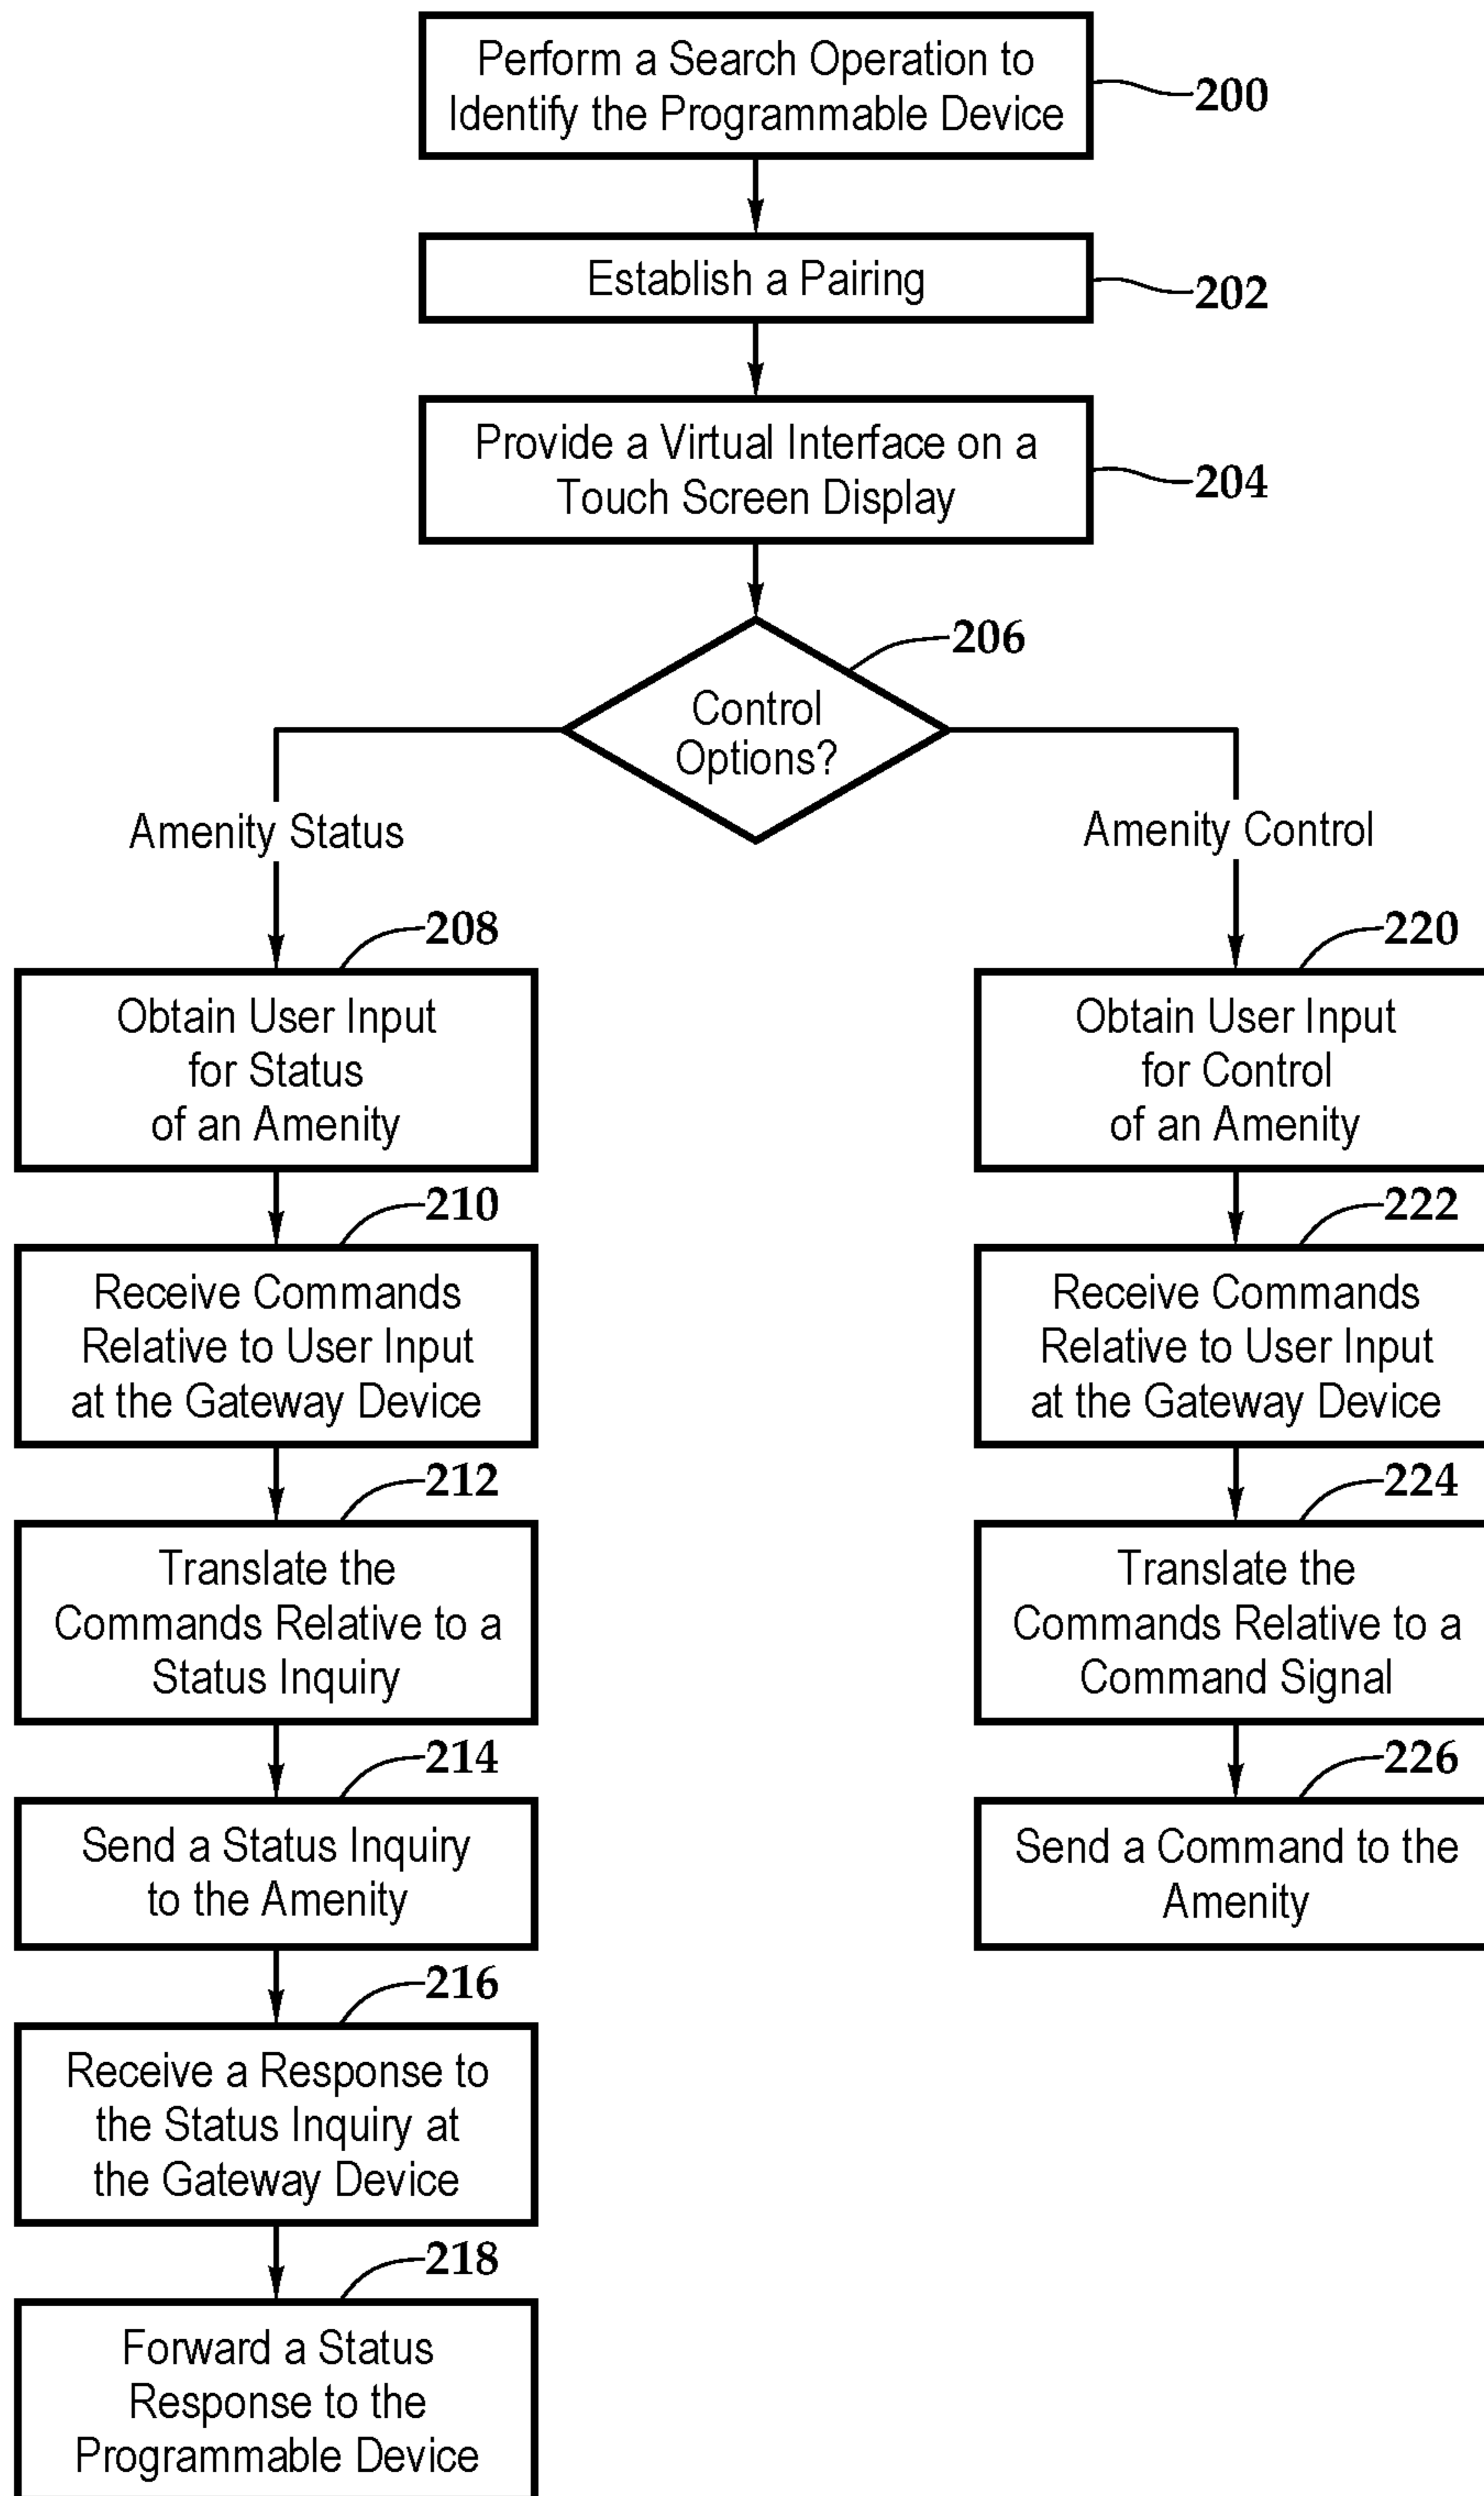 Perform a Search Operation to
Identify the Programmable Device
200
Establish a Pairing
202
Provide a Virtual Interface on a
Touch Screen Display
204
206
Control
Options?
Amenity Status
208
Obtain User Input
for Status
of an Amenity
210
Receive Commands
Relative to User Input
at the Gateway Device
212
Translate the
Commands Relative to a
Status Inquiry
214
Send a Status Inquiry
to the Amenity
216
Receive a Response to
the Status Inquiry at
the Gateway Device
218
Forward a Status
Response to the
Programmable Device
Amenity Control
220
Obtain User Input
for Control
of an Amenity
222
Receive Commands
Relative to User Input
at the Gateway Device
224
Translate the
Commands Relative to a
Command Signal
226
Send a Command to the
Amenity